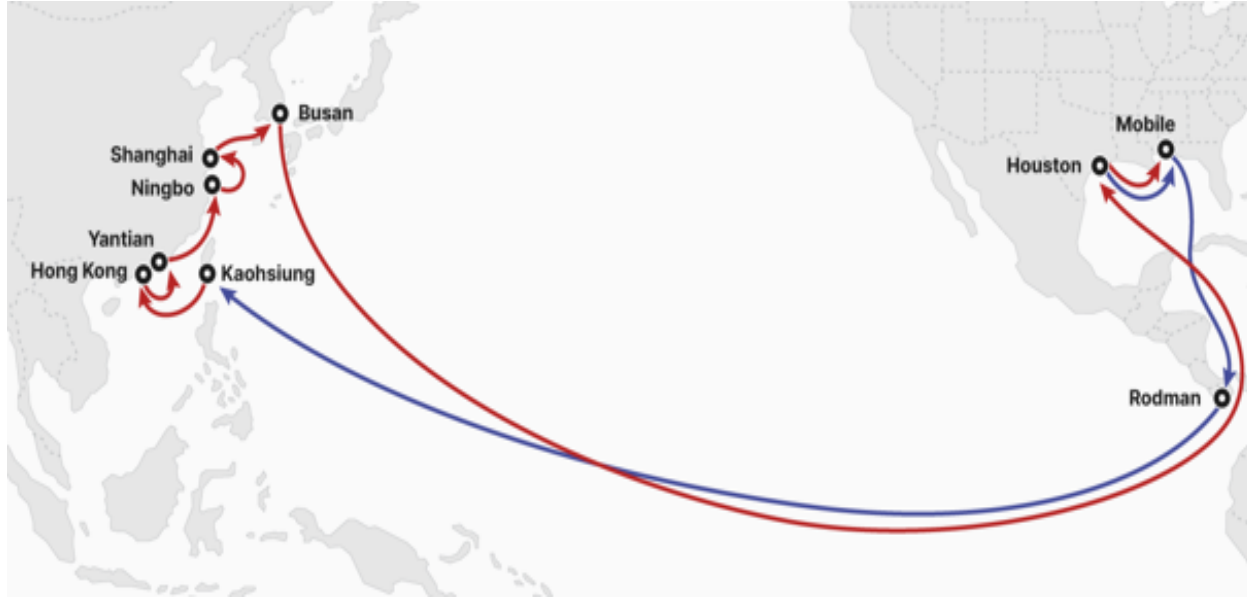 Busan
Mobile
Shanghai
Houston
Ningbo
Yantian
Hong Kong
Kaohsiung
Rodman